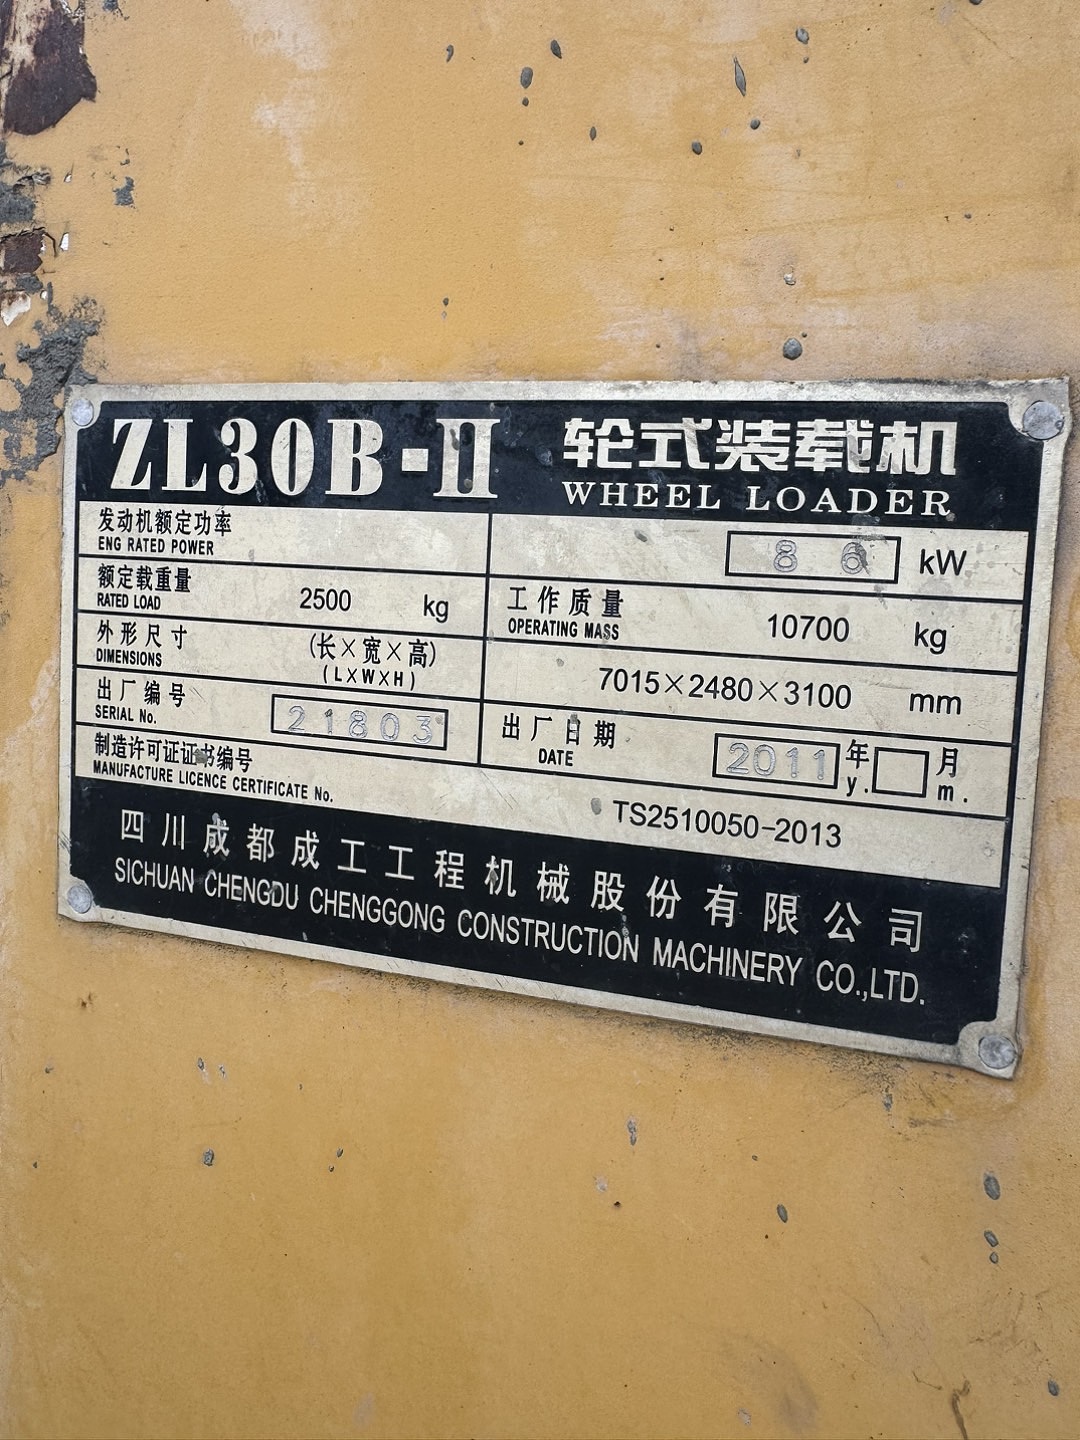 ZL30B-II 轮式装载机
WHEEL LOADER
发动机额定功率 86 kW
ENG RATED POWER
额定载重量 2500 kg
RATED LOAD
工作质量 10700 kg
OPERATING MASS
外形尺寸 (长×宽×高) 7015×2480×3100 mm
DIMENSIONS (L×W×H)
出厂编号 21803
SERIAL No.
出厂日期 2011 年 月
DATE y. m.
制造许可证证书编号 TS2510050-2013
MANUFACTURE LICENCE CERTIFICATE No.
四川成都成工工程机械股份有限公司
SICHUAN CHENGDU CHENGGONG CONSTRUCTION MACHINERY CO.,LTD.